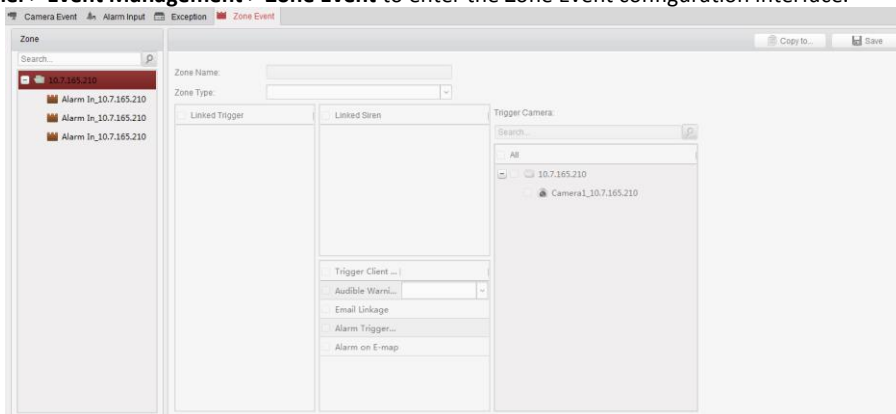 > Event Management > Zone Event to enter the Zone Event configuration interface.
Camera Event Alarm Input Exception Zone Event
Zone
Copy to... Save
Search...
10.7.165.210
Alarm In_10.7.165.210
Alarm In_10.7.165.210
Alarm In_10.7.165.210
Zone Name:
Zone Type:
Linked Trigger
Linked Siren
Trigger Client ...
Audible Warni...
Email Linkage
Alarm Trigger...
Alarm on E-map
Trigger Camera:
Search...
All
10.7.165.210
Camera1_10.7.165.210